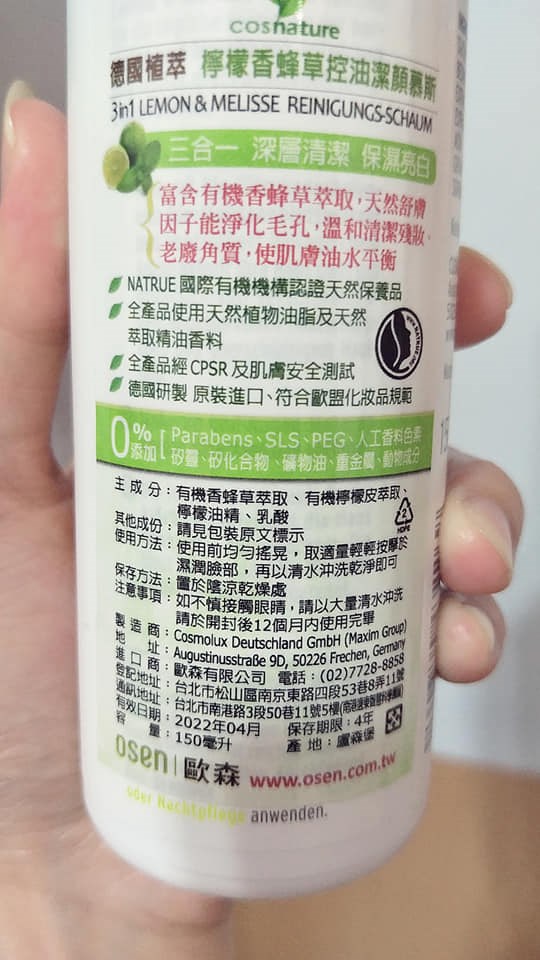 cosnature
德國植萃 檸檬香蜂草控油潔顏慕斯
3in1 LEMON & MELISSE REINIGUNGS-SCHAUM
三合一 深層清潔 保濕亮白
富含有機香蜂草萃取，天然舒膚
因子能淨化毛孔，溫和清潔殘妝、
老廢角質，使肌膚油水平衡
NATRUE 國際有機機構認證天然保養品
全產品使用天然植物油脂及天然
萃取精油香料
全產品經 CPSR 及肌膚安全測試
德國研製 原裝進口、符合歐盟化妝品規範
0% 添加 [ Parabens、SLS、PEG、人工香料色素
矽靈、矽化合物、礦物油、重金屬、動物成分
主成分：有機香蜂草萃取、有機檸檬皮萃取、
檸檬油精、乳酸
2
HDPE
其他成份：請見包裝原文標示
使用方法：使用前均勻搖晃，取適量輕輕按摩於
濕潤臉部，再以清水沖洗乾淨即可
保存方法：置於陰涼乾燥處
注意事項：如不慎接觸眼睛，請以大量清水沖洗
請於開封後12個月內使用完畢
製造商：Cosmolux Deutschland GmbH (Maxim Group)
地址：Augustinusstraße 9D, 50226 Frechen, Germany
進口商：歐森有限公司 電話：(02)7728-8858
登記地址：台北市松山區南京東路四段53巷8弄11號
通訊地址：台北市南港路3段50巷11號5樓
有效日期：2022年04月 保存期限：4年
容量：150毫升 產地：盧森堡
osen | 歐森 www.osen.com.tw
oder Nachtpflege anwenden.